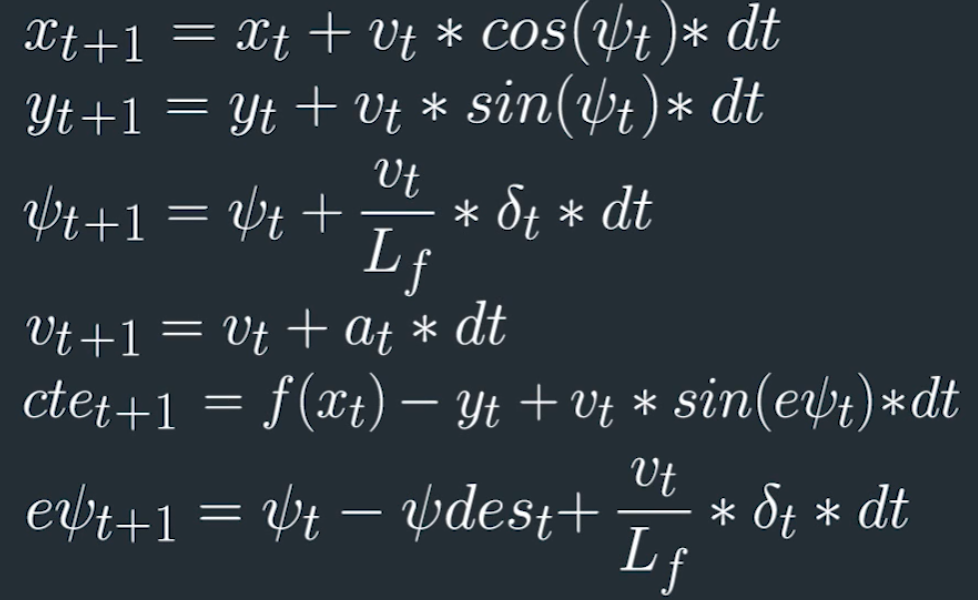 x_{t+1} = x_t + v_t * cos(ψ_t) * dt
y_{t+1} = y_t + v_t * sin(ψ_t) * dt
ψ_{t+1} = ψ_t + \frac{v_t}{L_f} * δ_t * dt
v_{t+1} = v_t + a_t * dt
cte_{t+1} = f(x_t) − y_t + v_t * sin(eψ_t) * dt
eψ_{t+1} = ψ_t − ψdes_t + \frac{v_t}{L_f} * δ_t * dt